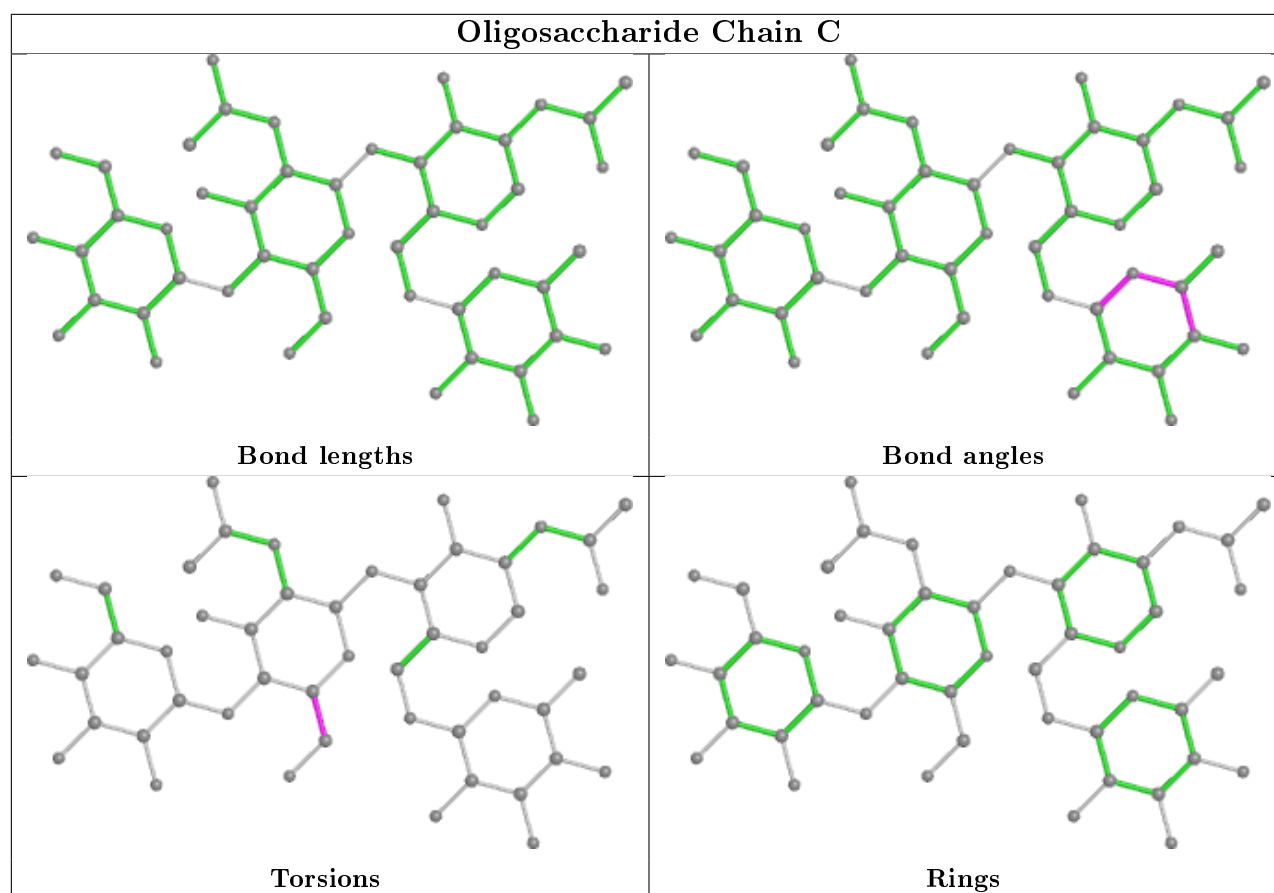 Oligosaccharide Chain C
Bond lengths
Bond angles
Torsions
Rings